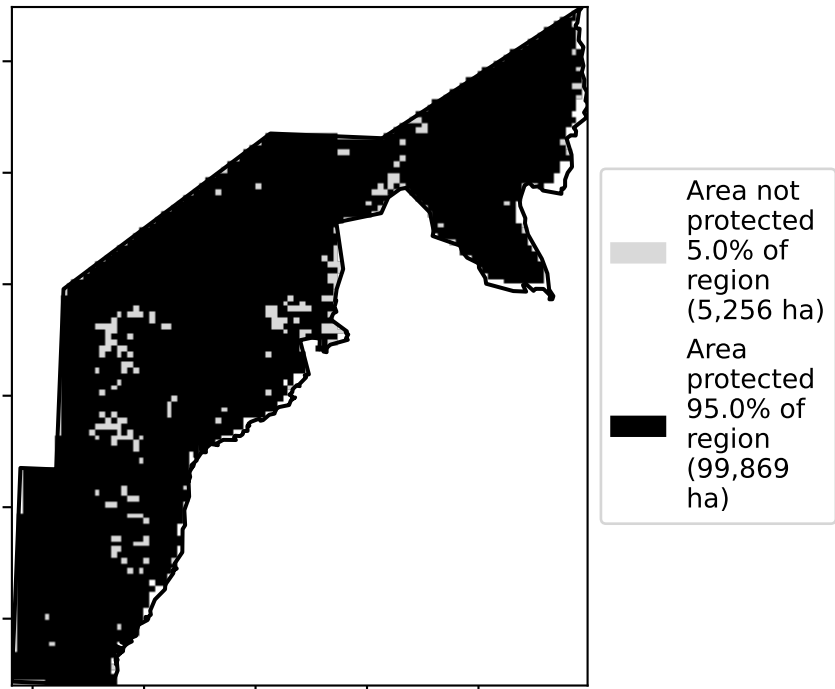 Area not
protected
5.0% of
region
(5,256 ha)
Area
protected
95.0% of
region
(99,869
ha)